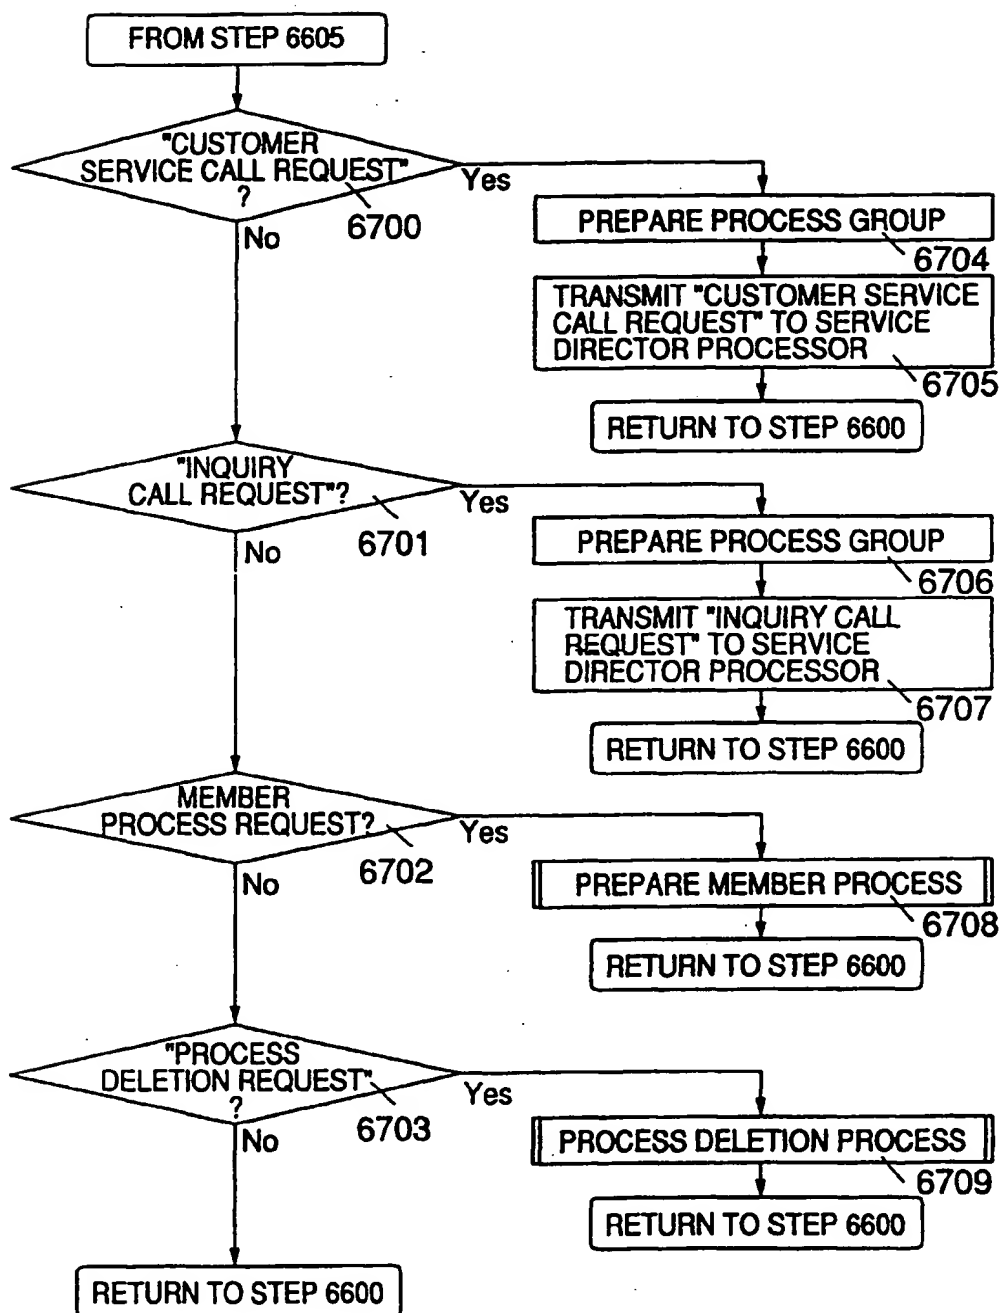 FROM STEP 6605
"CUSTOMER
SERVICE CALL REQUEST"
?
6700
Yes
No
PREPARE PROCESS GROUP
6704
TRANSMIT "CUSTOMER SERVICE
CALL REQUEST" TO SERVICE
DIRECTOR PROCESSOR
6705
RETURN TO STEP 6600
"INQUIRY
CALL REQUEST"?
6701
Yes
No
PREPARE PROCESS GROUP
6706
TRANSMIT "INQUIRY CALL
REQUEST" TO SERVICE
DIRECTOR PROCESSOR
6707
RETURN TO STEP 6600
MEMBER
PROCESS REQUEST?
6702
Yes
No
PREPARE MEMBER PROCESS
6708
RETURN TO STEP 6600
"PROCESS
DELETION REQUEST"
?
6703
Yes
No
PROCESS DELETION PROCESS
6709
RETURN TO STEP 6600
RETURN TO STEP 6600